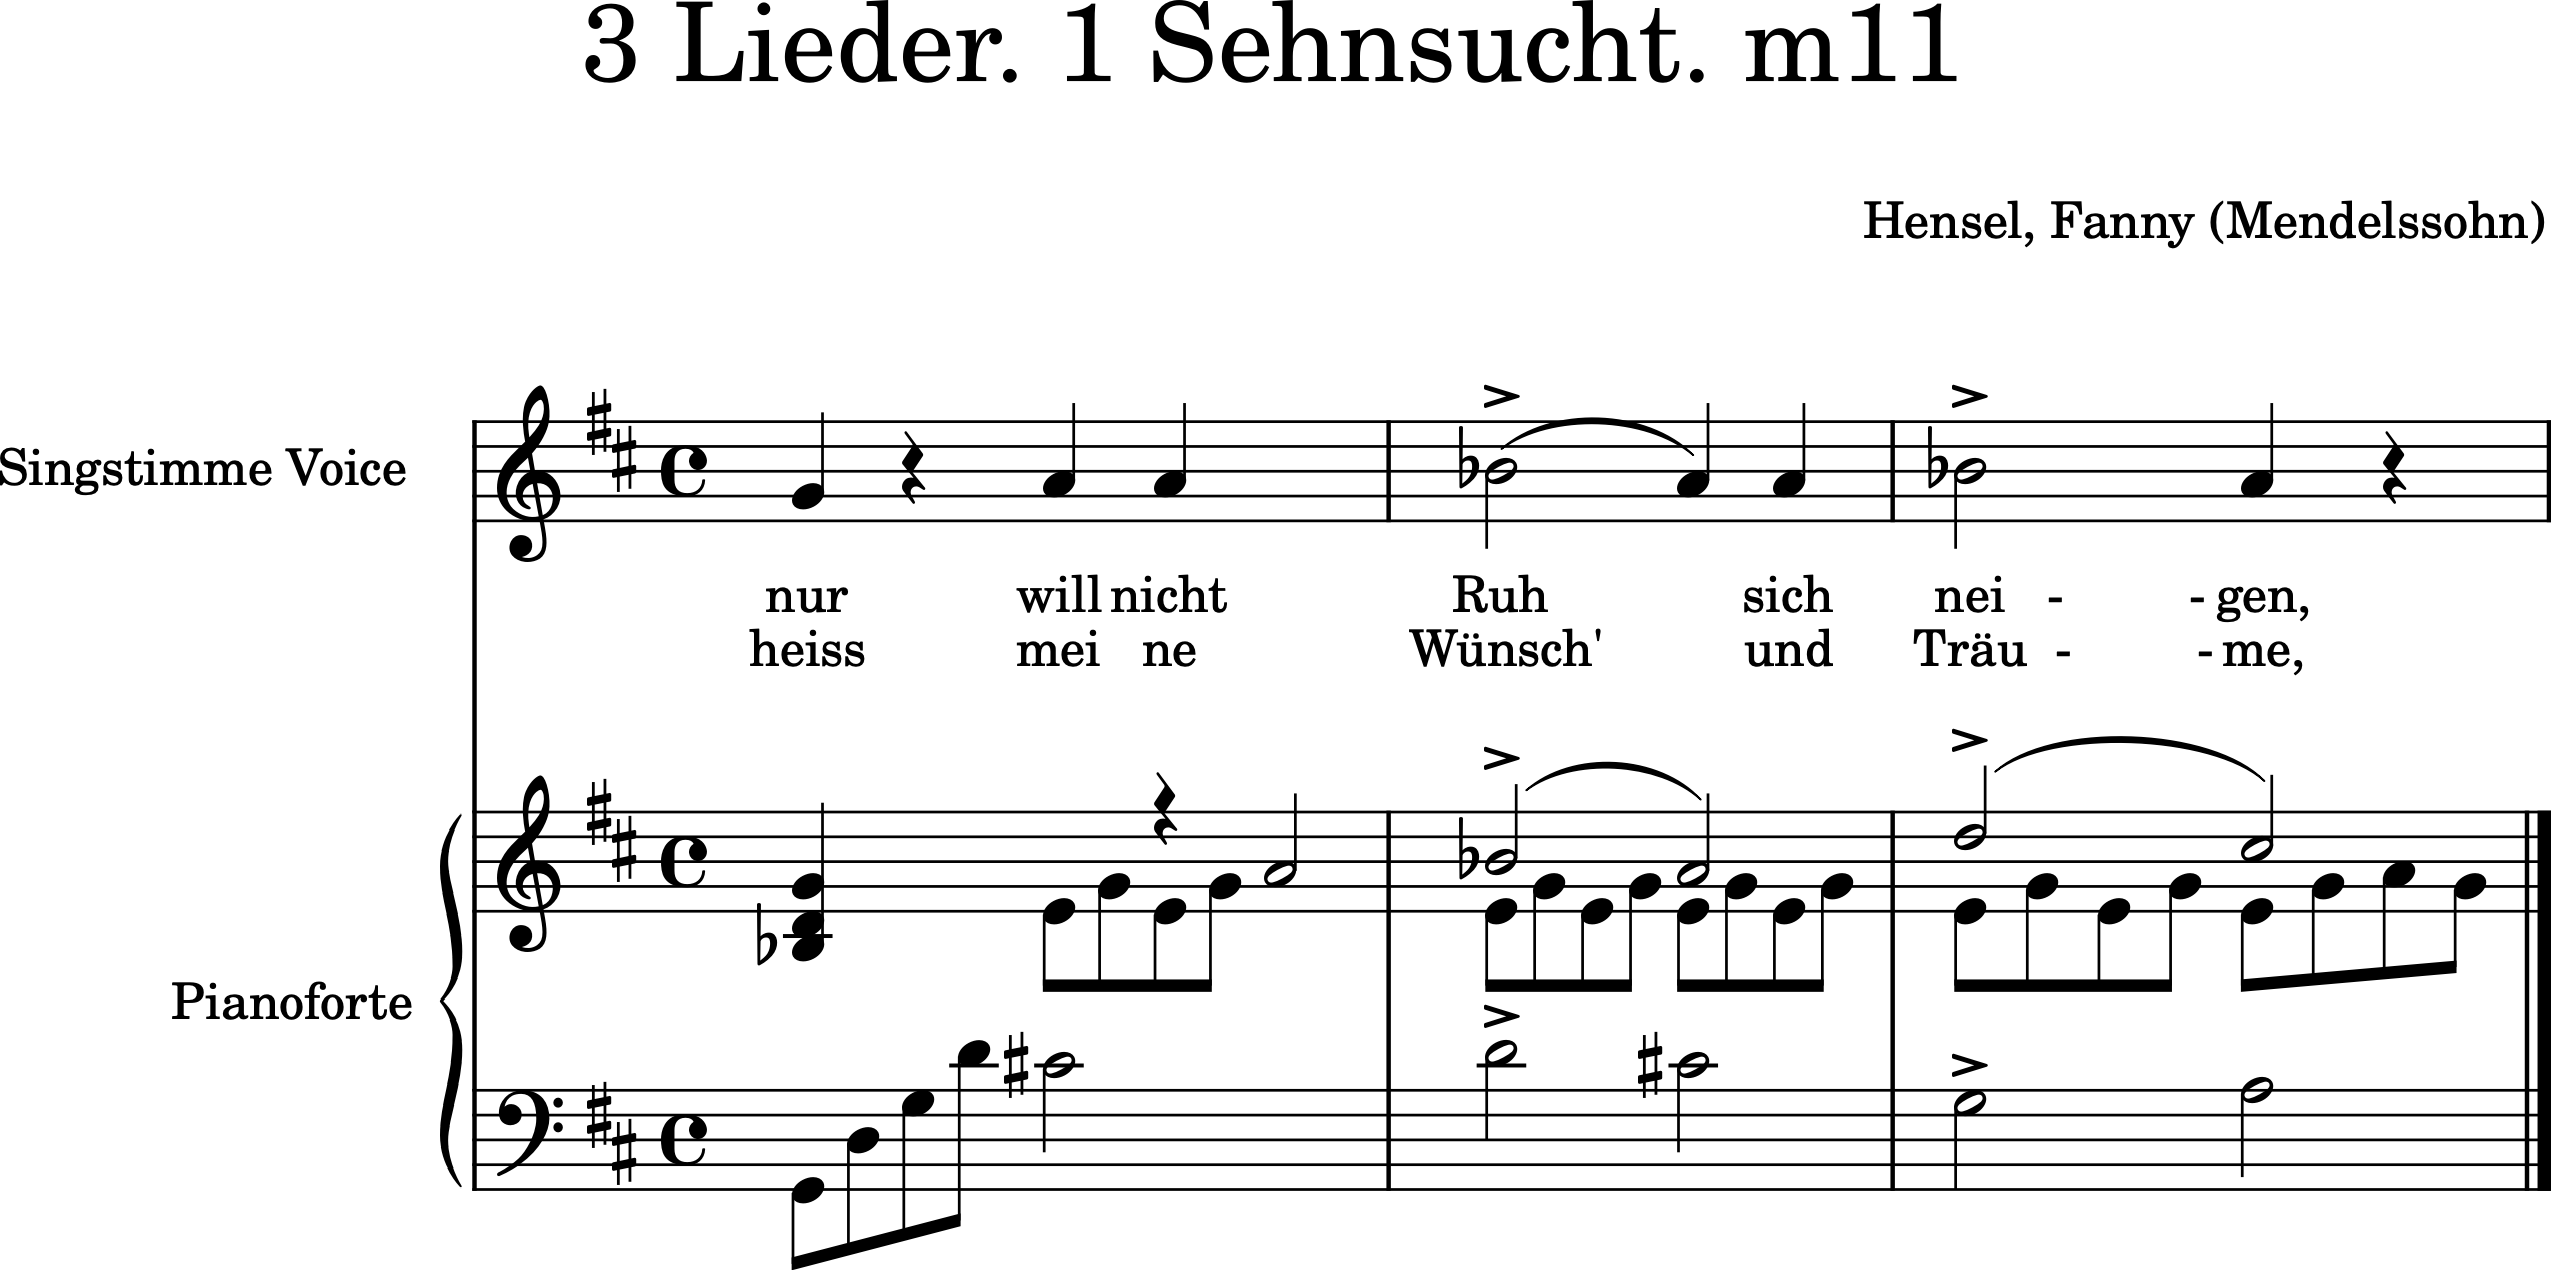 3 Lieder. 1 Sehnsucht. m11
Hensel, Fanny (Mendelssohn)
Singstimme Voice
nur will nicht Ruh sich nei - - gen,
heiss mei ne Wünsch' und Träu - - me,
Pianoforte